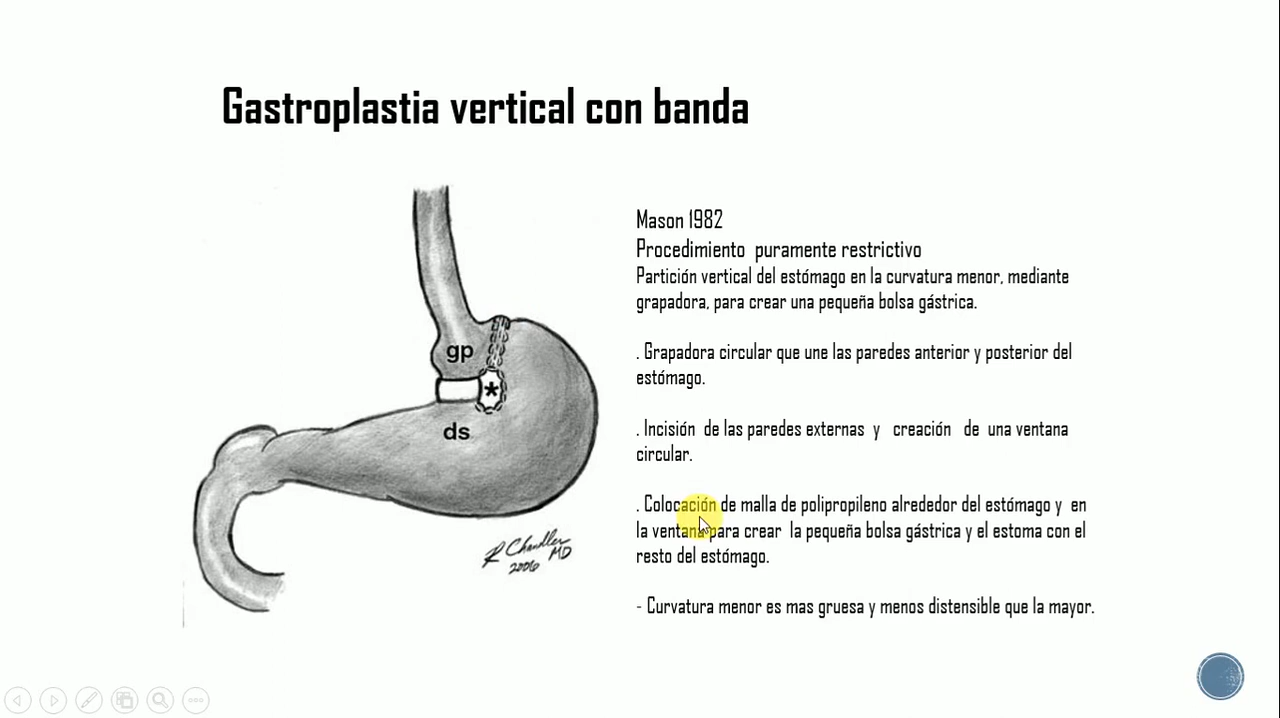 Gastroplastia vertical con banda
Mason 1982
Procedimiento puramente restrictivo
Partición vertical del estómago en la curvatura menor, mediante
grapadora, para crear una pequeña bolsa gástrica.
. Grapadora circular que une las paredes anterior y posterior del
estómago.
. Incisión de las paredes externas y creación de una ventana
circular.
. Colocación de malla de polipropileno alrededor del estómago y en
la ventana para crear la pequeña bolsa gástrica y el estoma con el
resto del estómago.
- Curvatura menor es mas gruesa y menos distensible que la mayor.
gp
*
ds
R Chandler
MD
2006